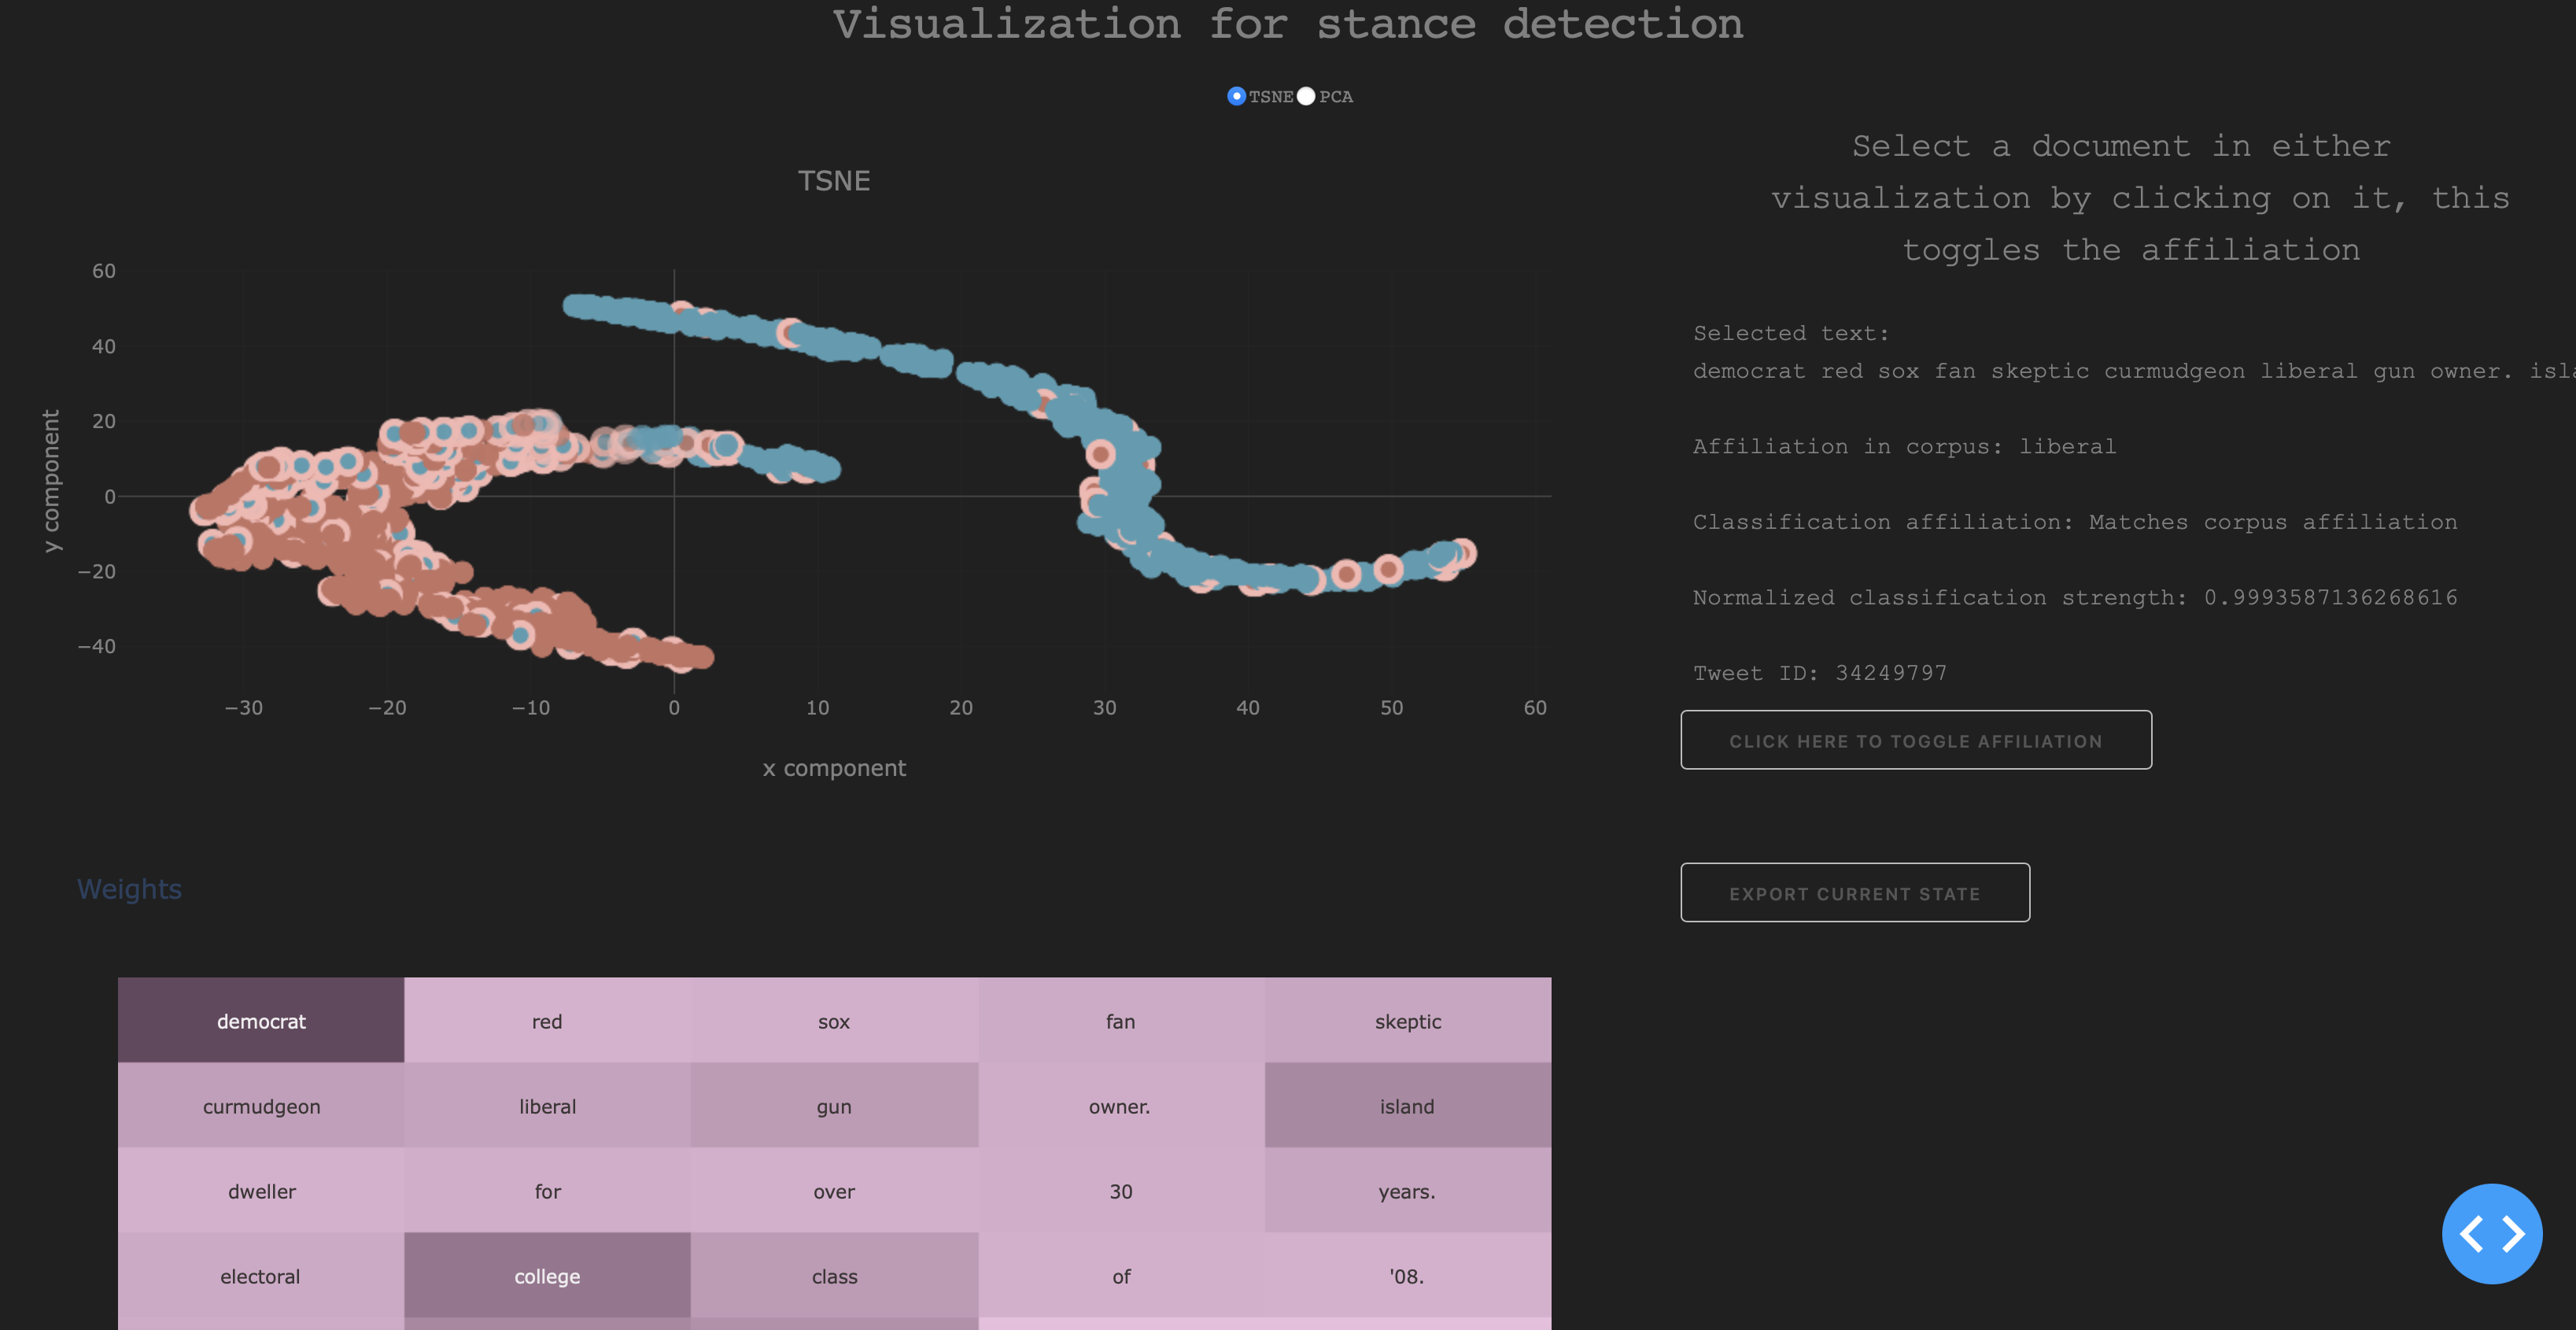 Visualization for stance detection
TSNE PCA
TSNE
60
40
20
0
−20
−40
y component
−30 −20 −10 0 10 20 30 40 50 60
x component
Select a document in either
visualization by clicking on it, this
toggles the affiliation
Selected text:
democrat red sox fan skeptic curmudgeon liberal gun owner. isla
Affiliation in corpus: liberal
Classification affiliation: Matches corpus affiliation
Normalized classification strength: 0.9993587136268616
Tweet ID: 34249797
CLICK HERE TO TOGGLE AFFILIATION
EXPORT CURRENT STATE
Weights
democrat red sox fan skeptic
curmudgeon liberal gun owner. island
dweller for over 30 years.
electoral college class of '08.